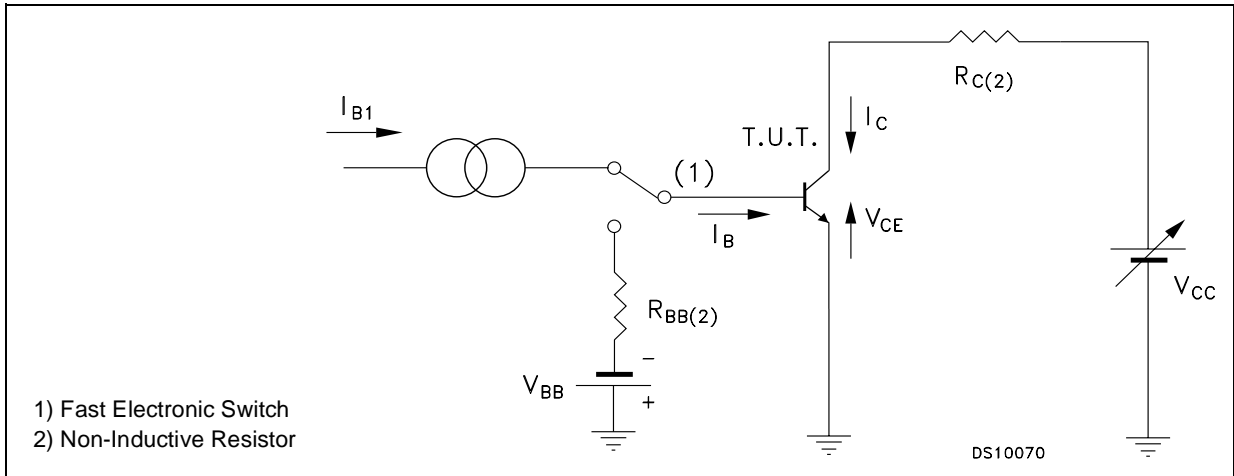 I_B1
R_C(2)
T.U.T.
I_C
(1)
I_B
V_CE
V_CC
R_BB(2)
V_BB
−
+
1) Fast Electronic Switch
2) Non-Inductive Resistor
DS10070